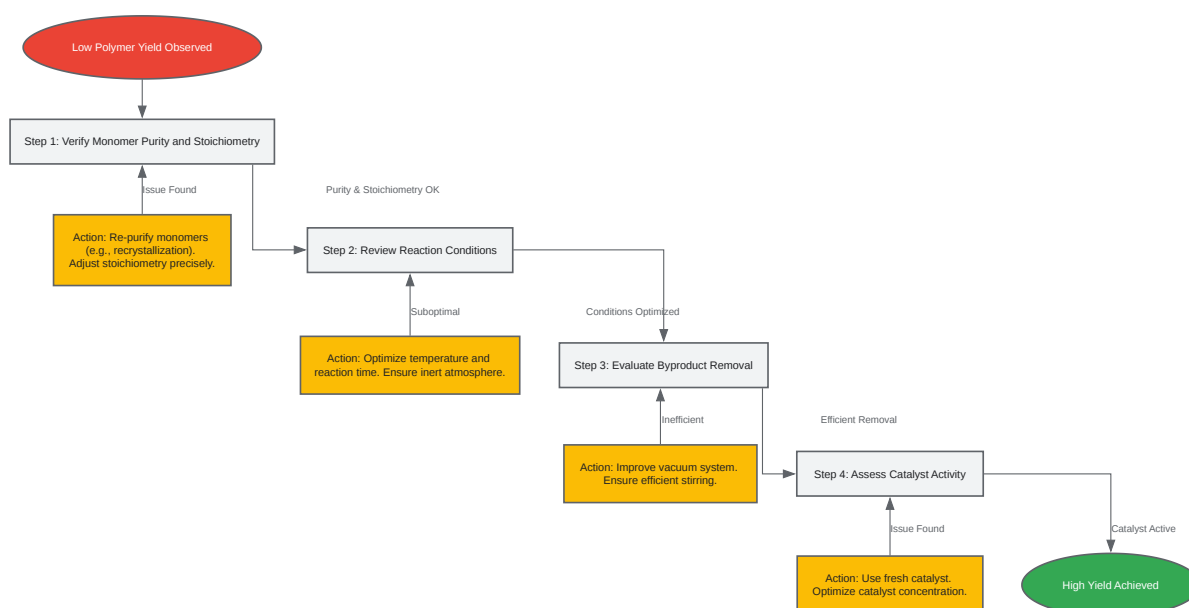 Low Polymer Yield Observed
Step 1: Verify Monomer Purity and Stoichiometry
Issue Found
Purity & Stoichiometry OK
Action: Re-purify monomers
(e.g., recrystallization).
Adjust stoichiometry precisely.
Step 2: Review Reaction Conditions
Suboptimal
Conditions Optimized
Action: Optimize temperature and
reaction time. Ensure inert atmosphere.
Step 3: Evaluate Byproduct Removal
Inefficient
Efficient Removal
Action: Improve vacuum system.
Ensure efficient stirring.
Step 4: Assess Catalyst Activity
Issue Found
Catalyst Active
Action: Use fresh catalyst.
Optimize catalyst concentration.
High Yield Achieved